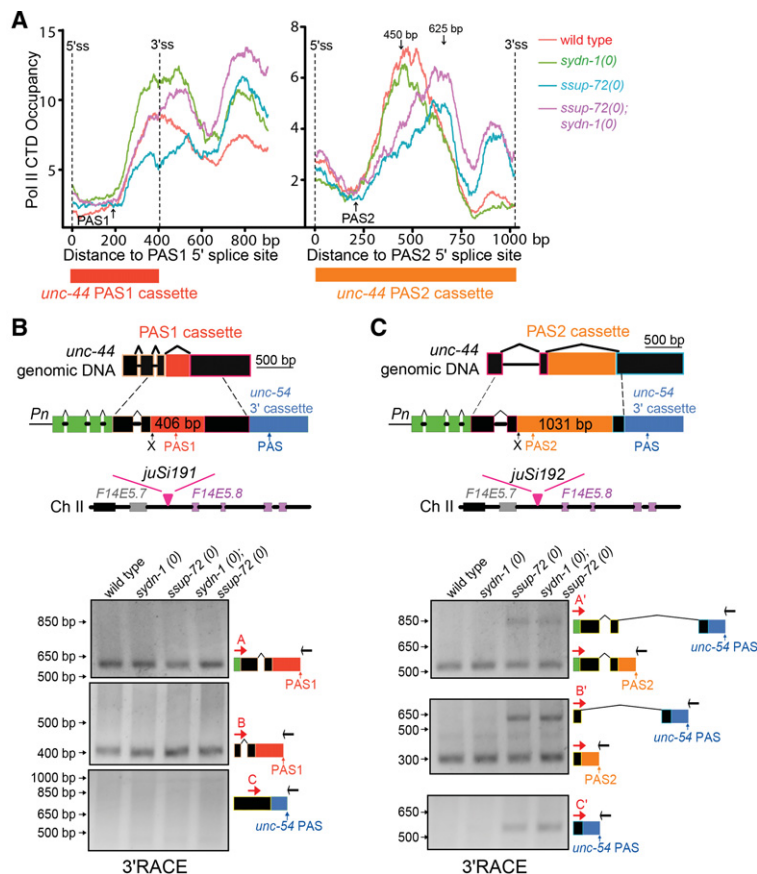 A
5'ss
3'ss
15
10
5
Pol II CTD Occupancy
PAS1
0 200 400 600 800 bp
Distance to PAS1 5' splice site
unc-44 PAS1 cassette
5'ss
450 bp
625 bp
3'ss
8
6
4
2
PAS2
0 250 500 750 1000 bp
Distance to PAS2 5' splice site
unc-44 PAS2 cassette
wild type
sydn-1(0)
ssup-72(0)
ssup-72(0);
sydn-1(0)
B
PAS1 cassette
unc-44
genomic DNA
500 bp
unc-54
3' cassette
Pn
406 bp
X
PAS1
PAS
juSi191
F14E5.7
F14E5.8
Ch II
wild type
sydn-1 (0)
ssup-72 (0)
sydn-1 (0);
ssup-72 (0)
850 bp
650 bp
500 bp
A
PAS1
500 bp
400 bp
B
PAS1
1000 bp
850 bp
650 bp
500 bp
C
unc-54 PAS
3'RACE
C
PAS2 cassette
500 bp
unc-44
genomic DNA
unc-54
3' cassette
Pn
1031 bp
X
PAS2
PAS
juSi192
F14E5.7
F14E5.8
Ch II
wild type
sydn-1 (0)
ssup-72 (0)
sydn-1 (0);
ssup-72 (0)
850
650
500
A'
unc-54
PAS
PAS2
650
500
300
B'
unc-54 PAS
PAS2
650
500
C'
unc-54 PAS
3'RACE